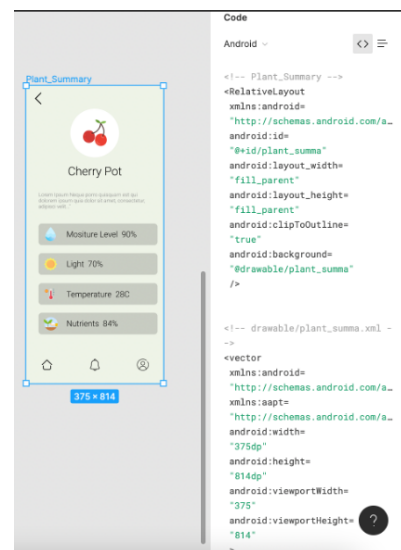 Code
Android
Plant_Summary
Cherry Pot
Mositure Level 90%
Light 70%
Temperature 28C
Nutrients 84%
375 × 814
<!-- Plant_Summary -->
<RelativeLayout
xmlns:android=
"http://schemas.android.com/a…
android:id=
"@+id/plant_summa"
android:layout_width=
"fill_parent"
android:layout_height=
"fill_parent"
android:clipToOutline=
"true"
android:background=
"@drawable/plant_summa"
/>
<!-- drawable/plant_summa.xml -
->
<vector
xmlns:android=
"http://schemas.android.com/a…
xmlns:aapt=
"http://schemas.android.com/a…
android:width=
"375dp"
android:height=
"814dp"
android:viewportWidth=
"375"
android:viewportHeight=
"814"
?